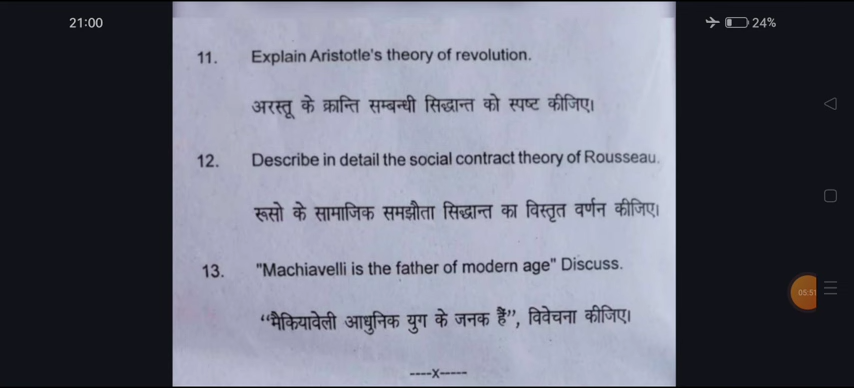 21:00
24%
11. Explain Aristotle's theory of revolution.
अरस्तू के क्रान्ति सम्बन्धी सिद्धान्त को स्पष्ट कीजिए।
12. Describe in detail the social contract theory of Rousseau.
रूसो के सामाजिक समझौता सिद्धान्त का विस्तृत वर्णन कीजिए।
13. "Machiavelli is the father of modern age" Discuss.
“मैकियावेली आधुनिक युग के जनक हैं”, विवेचना कीजिए।
----x-----
05:51